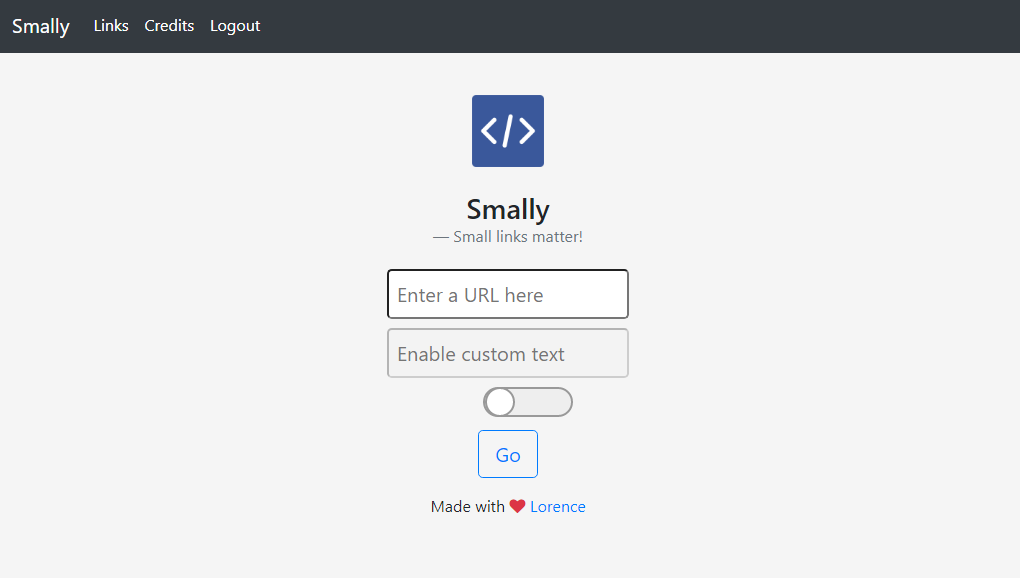 Smally Links Credits Logout
</>
Smally
— Small links matter!
Enter a URL here
Enable custom text
Go
Made with ❤ Lorence